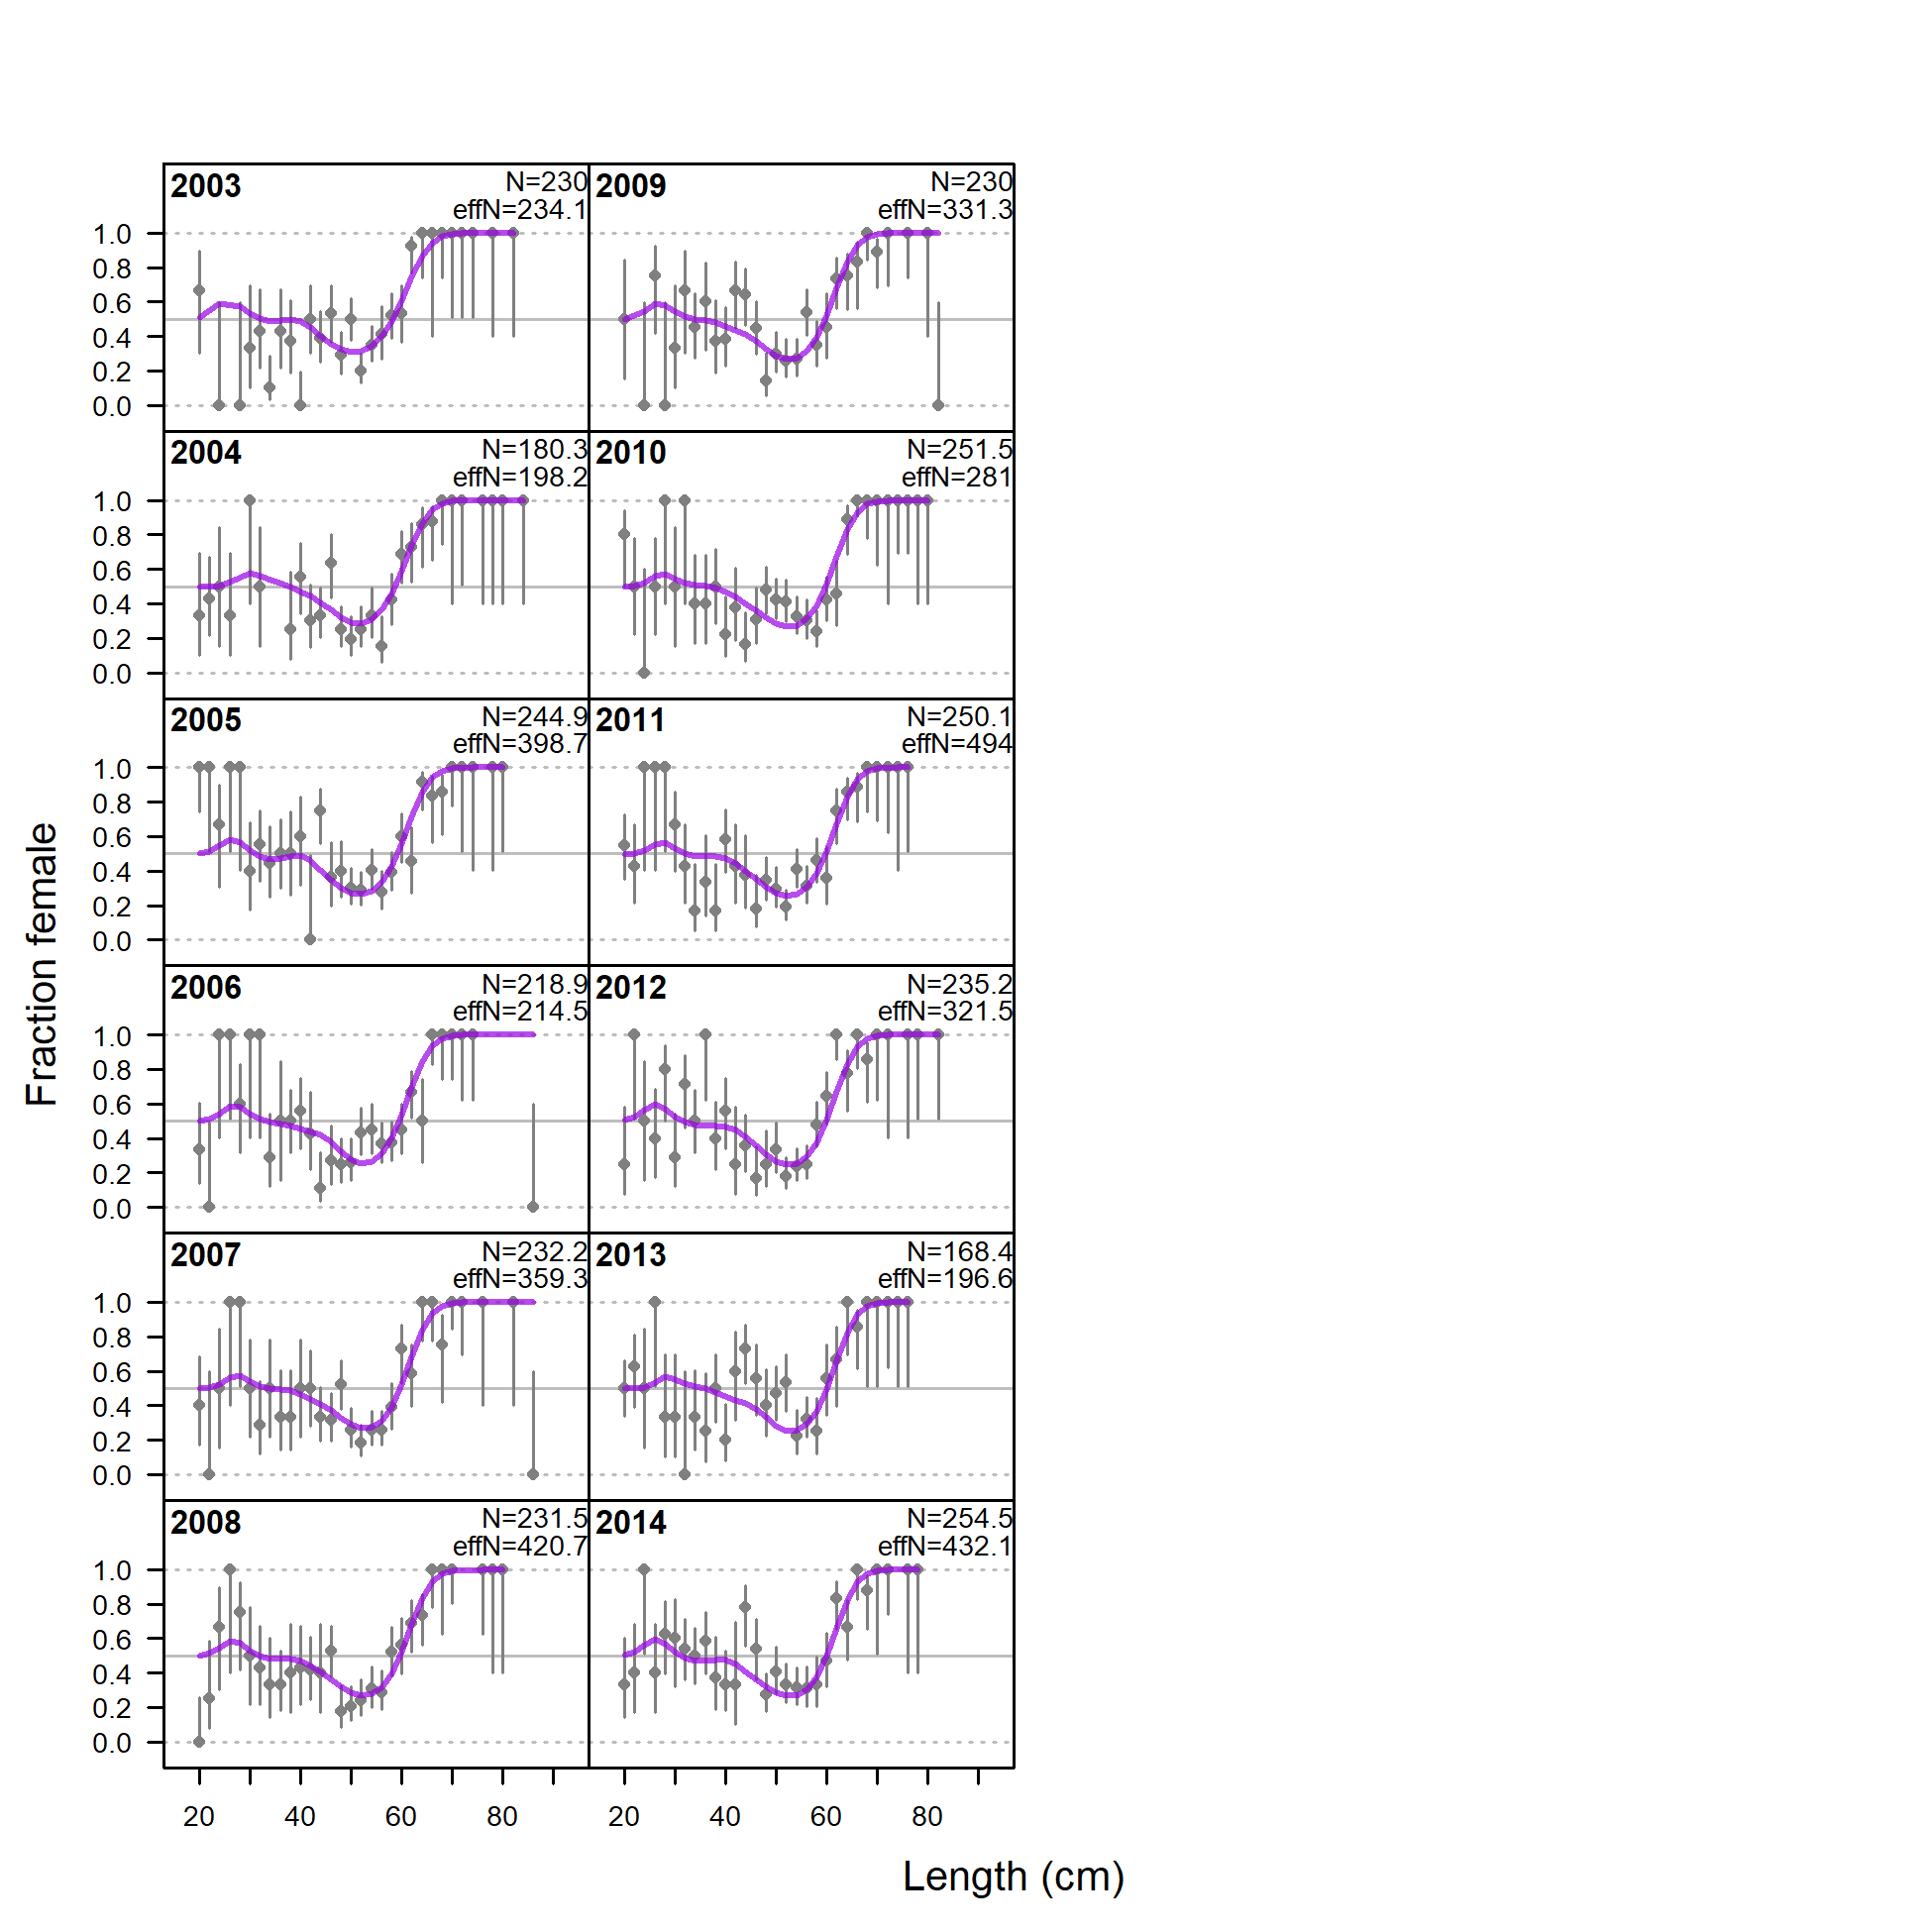 2003
N=230
effN=234.1
2009
N=230
effN=331.3
1.0
0.8
0.6
0.4
0.2
0.0
2004
N=180.3
effN=198.2
2010
N=251.5
effN=281
1.0
0.8
0.6
0.4
0.2
0.0
2005
N=244.9
effN=398.7
2011
N=250.1
effN=494
1.0
0.8
0.6
0.4
0.2
0.0
2006
N=218.9
effN=214.5
2012
N=235.2
effN=321.5
1.0
0.8
0.6
0.4
0.2
0.0
2007
N=232.2
effN=359.3
2013
N=168.4
effN=196.6
1.0
0.8
0.6
0.4
0.2
0.0
2008
N=231.5
effN=420.7
2014
N=254.5
effN=432.1
1.0
0.8
0.6
0.4
0.2
0.0
20 40 60 80 20 40 60 80
Length (cm)
Fraction female